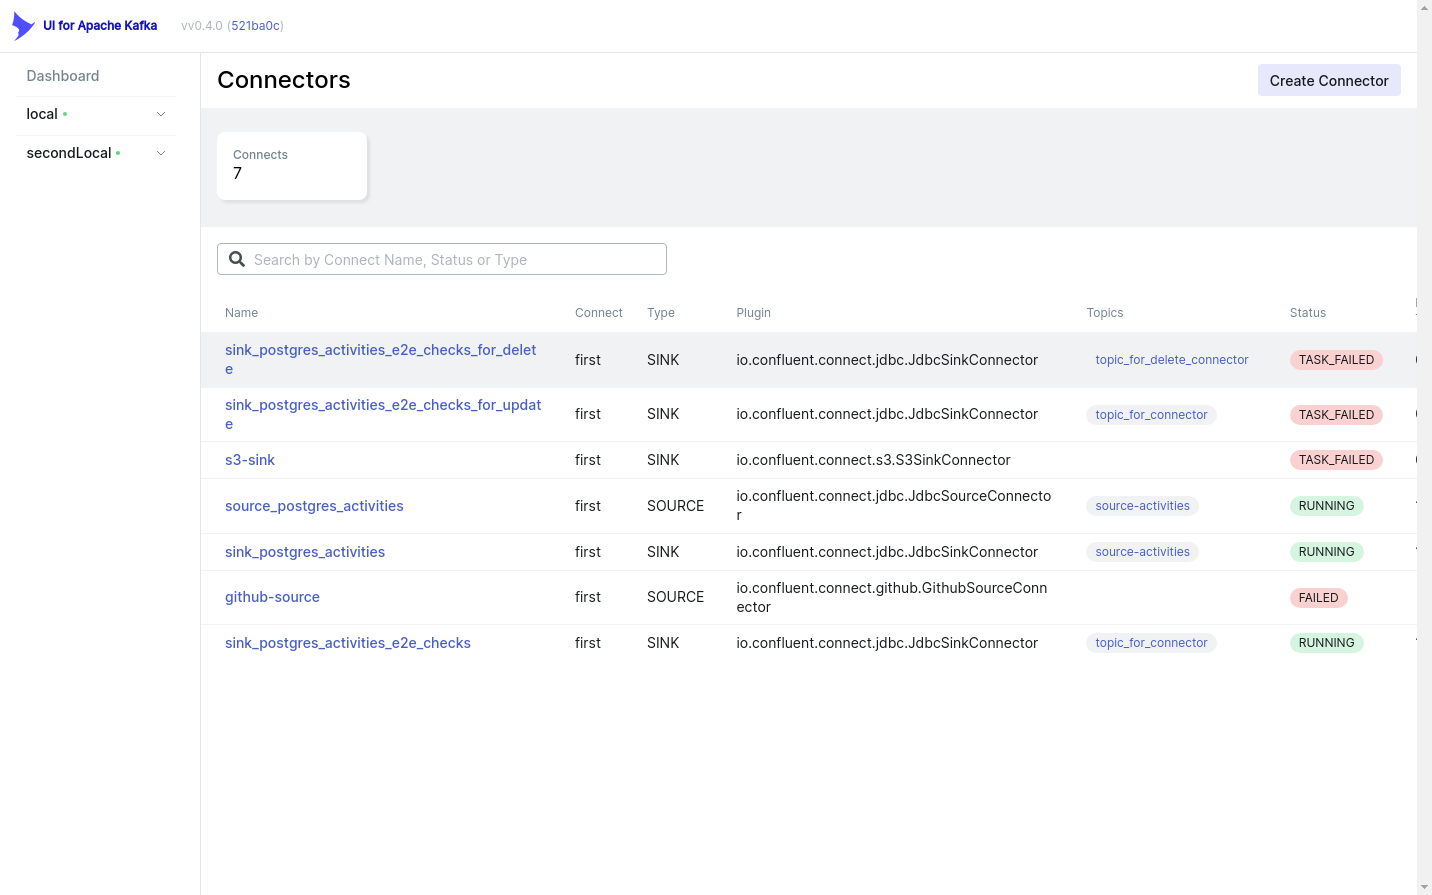 UI for Apache Kafka vv0.4.0 (521ba0c)
Dashboard
local
secondLocal
Connectors
Create Connector
Connects
7
Search by Connect Name, Status or Type
Name Connect Type Plugin Topics Status
sink_postgres_activities_e2e_checks_for_delet
e
first SINK io.confluent.connect.jdbc.JdbcSinkConnector topic_for_delete_connector TASK_FAILED
sink_postgres_activities_e2e_checks_for_updat
e
first SINK io.confluent.connect.jdbc.JdbcSinkConnector topic_for_connector TASK_FAILED
s3-sink first SINK io.confluent.connect.s3.S3SinkConnector TASK_FAILED
source_postgres_activities first SOURCE io.confluent.connect.jdbc.JdbcSourceConnecto
r
source-activities RUNNING
sink_postgres_activities first SINK io.confluent.connect.jdbc.JdbcSinkConnector source-activities RUNNING
github-source first SOURCE io.confluent.connect.github.GithubSourceConn
ector
FAILED
sink_postgres_activities_e2e_checks first SINK io.confluent.connect.jdbc.JdbcSinkConnector topic_for_connector RUNNING